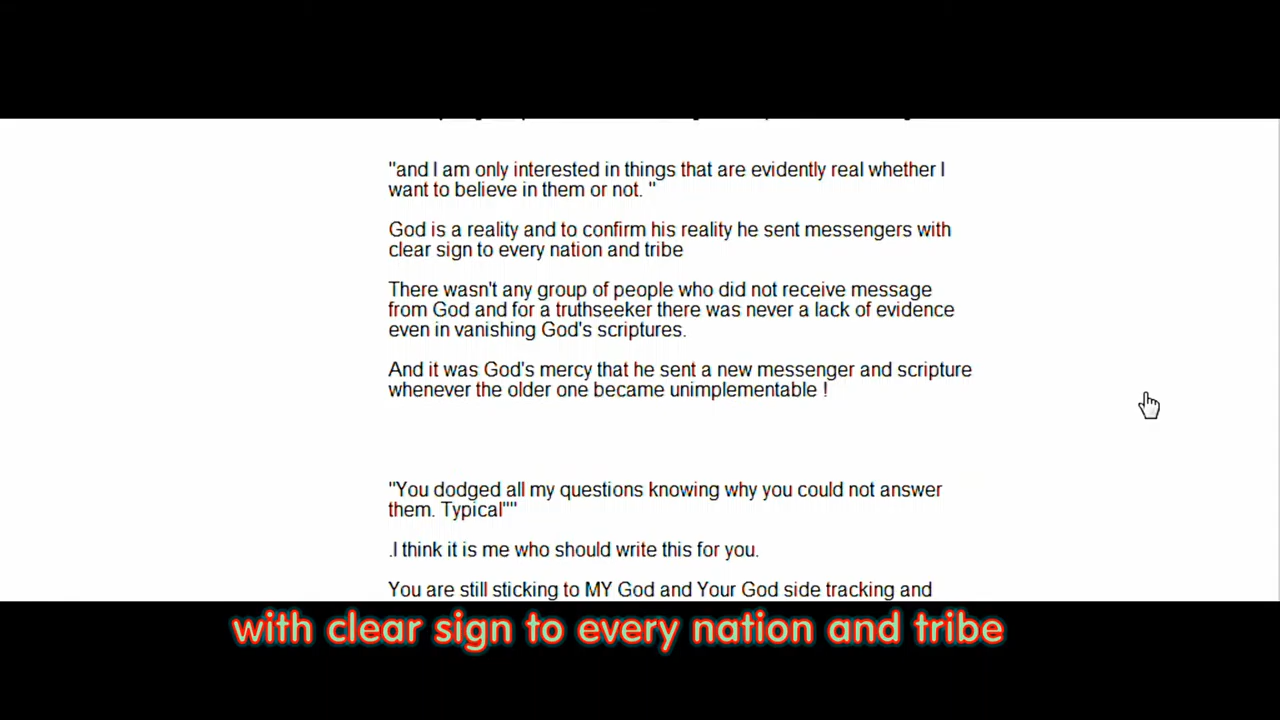 "and I am only interested in things that are evidently real whether I
want to believe in them or not. "
God is a reality and to confirm his reality he sent messengers with
clear sign to every nation and tribe
There wasn't any group of people who did not receive message
from God and for a truthseeker there was never a lack of evidence
even in vanishing God's scriptures.
And it was God's mercy that he sent a new messenger and scripture
whenever the older one became unimplementable !
"You dodged all my questions knowing why you could not answer
them. Typical""
.I think it is me who should write this for you.
You are still sticking to MY God and Your God side tracking and
with clear sign to every nation and tribe